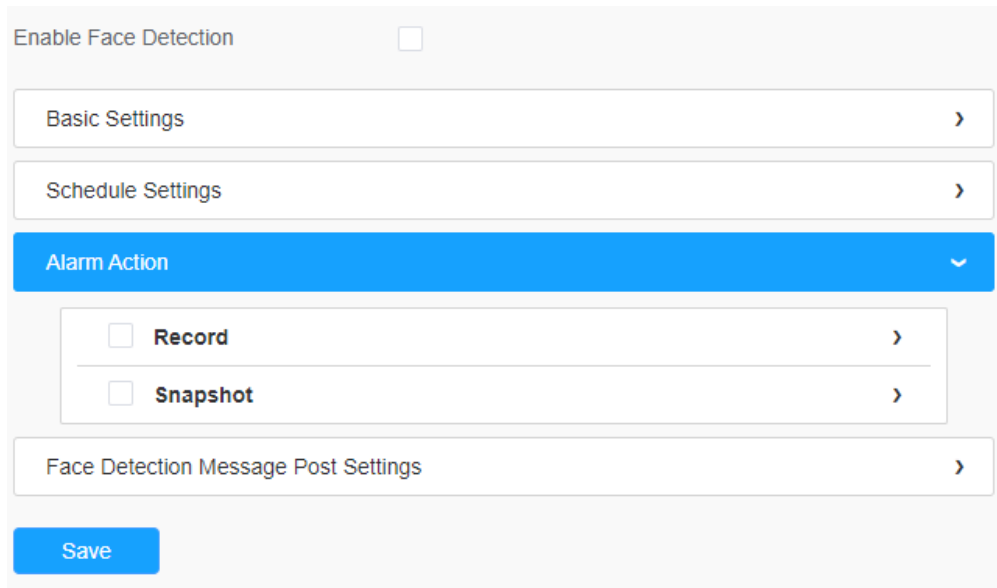 Enable Face Detection
Basic Settings
Schedule Settings
Alarm Action
Record
Snapshot
Face Detection Message Post Settings
Save